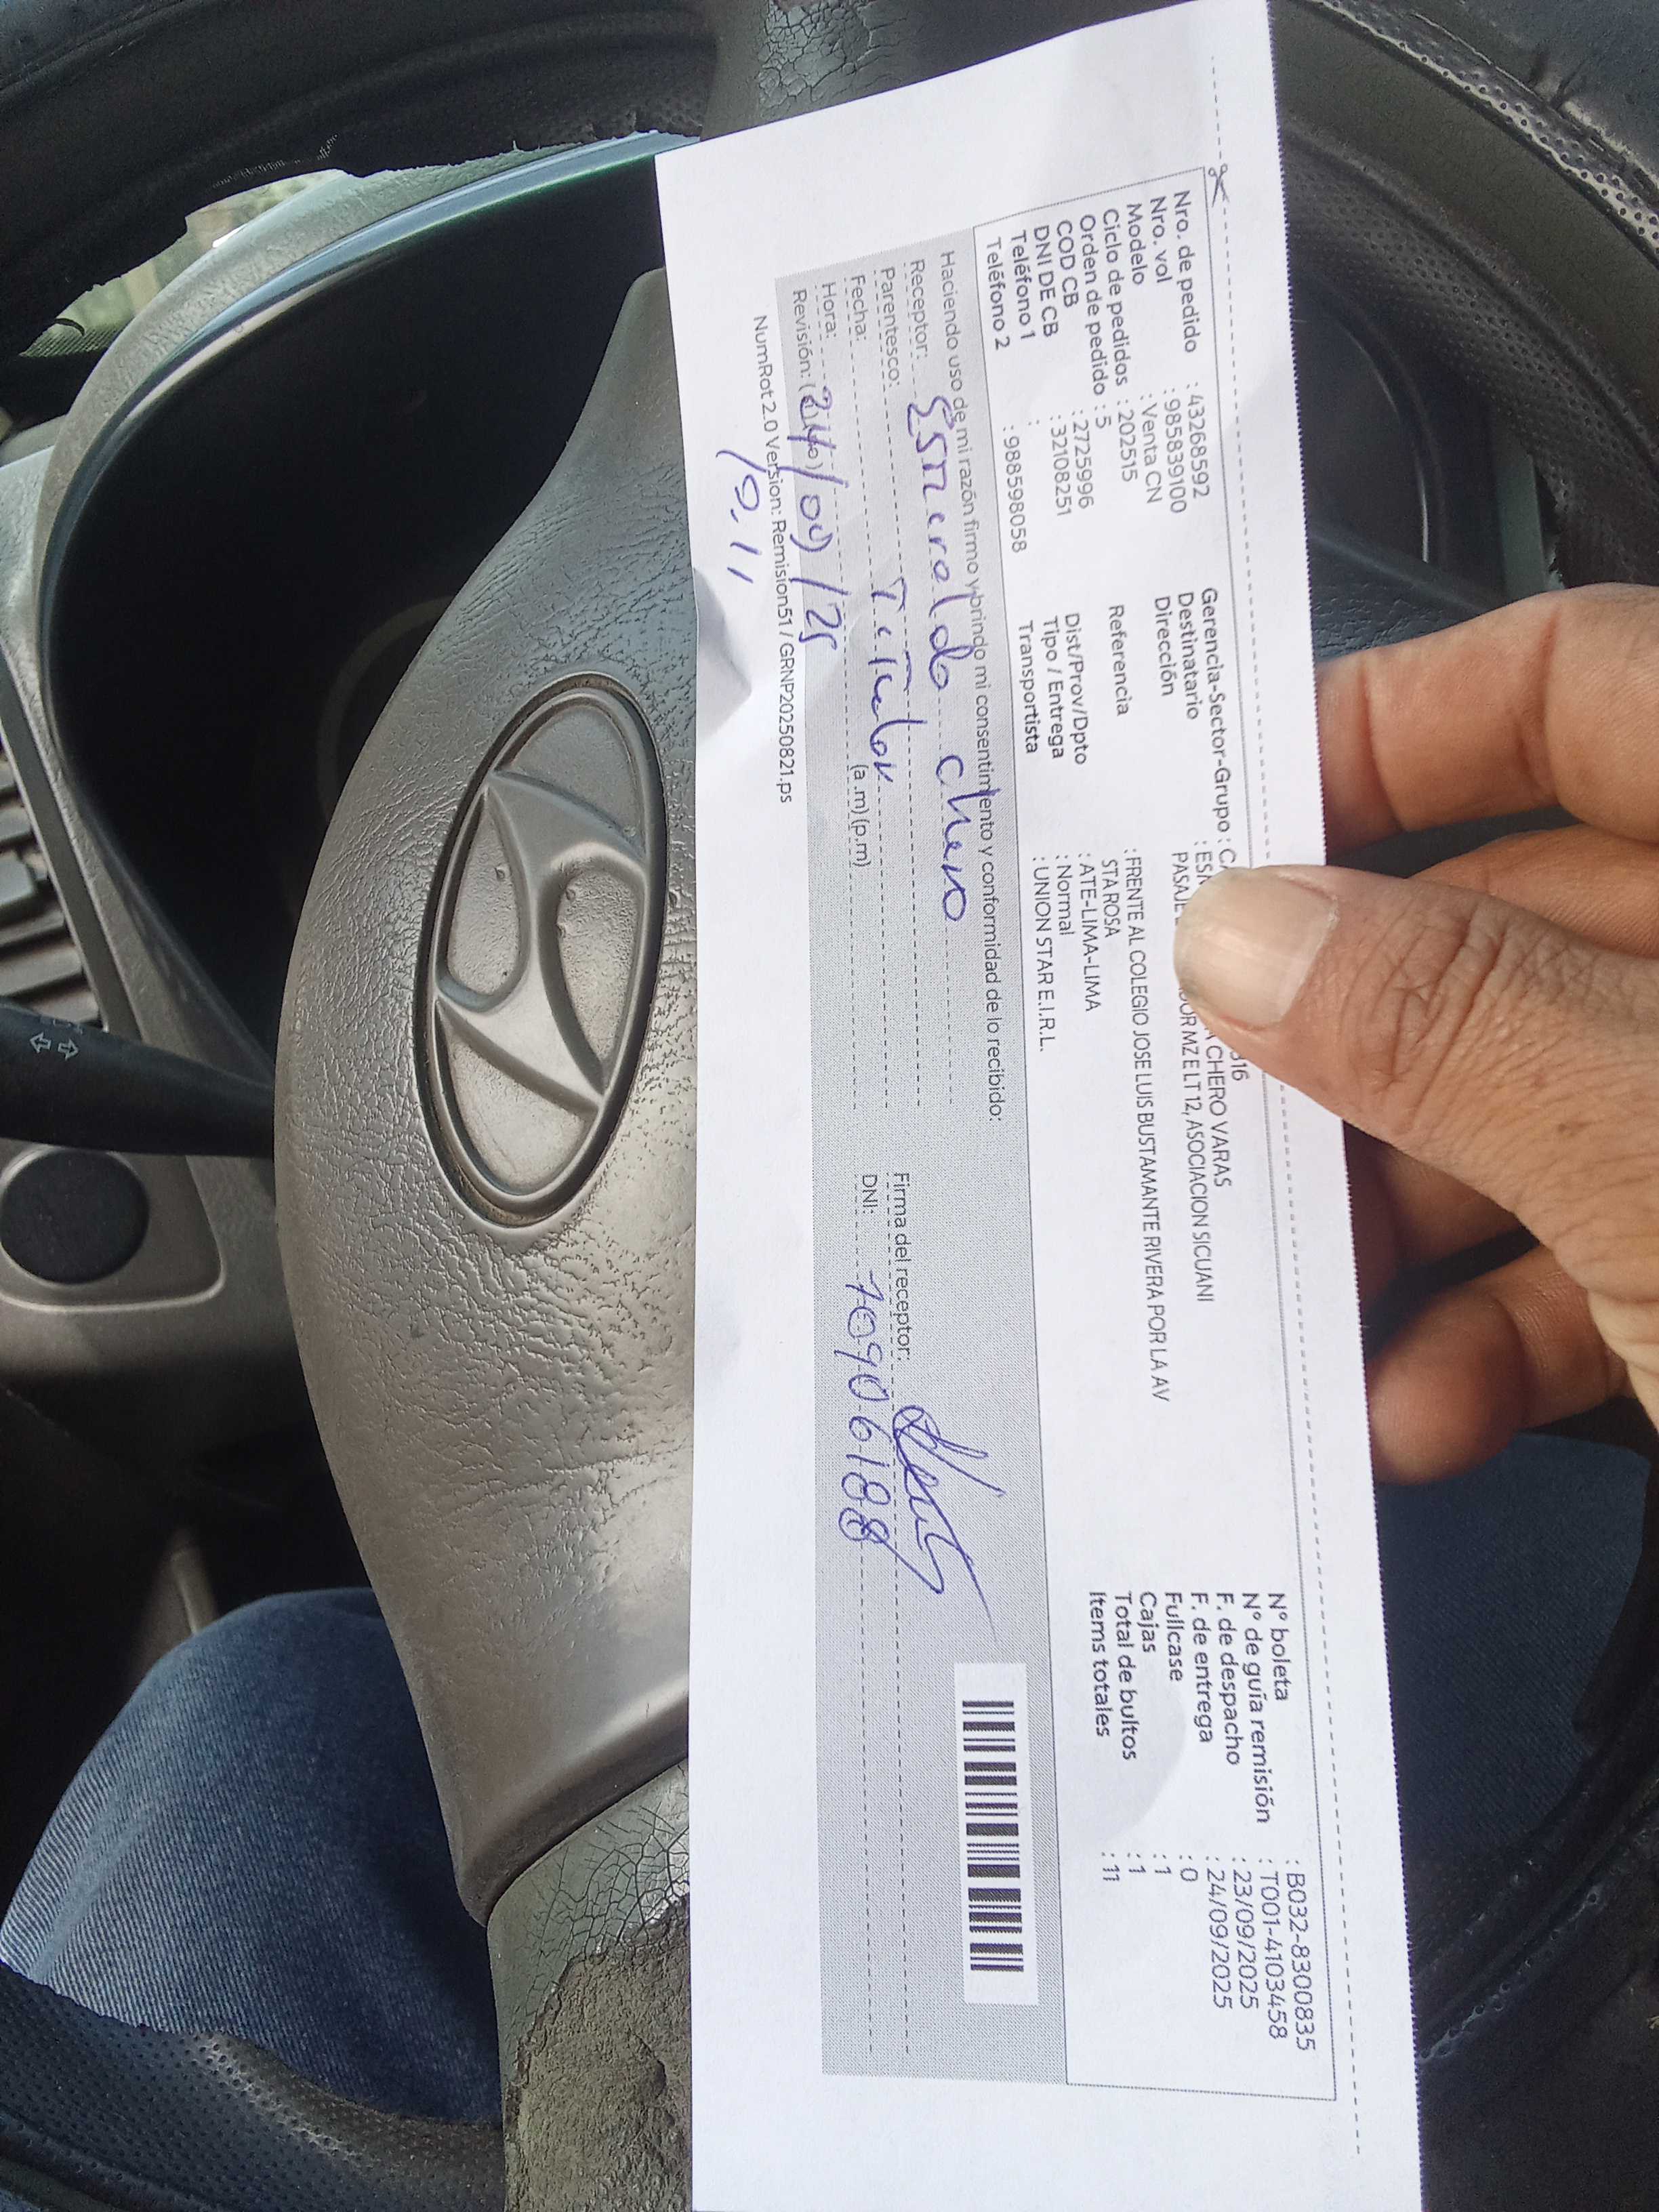 Nro. de pedido : 43268592
Nro. vol : 985839100
Modelo : Venta CN
Ciclo de pedidos : 202515
Orden de pedido : 5
COD CB : 2725996
DNI DE CB : 32108251
Teléfono 1 :
Teléfono 2 : 988598058
Gerencia-Sector-Grupo : 316
Destinatario : CHERO VARAS
Dirección PASAJE MZ E LT 12, ASOCIACION SICUANI
Referencia : FRENTE AL COLEGIO JOSE LUIS BUSTAMANTE RIVERA POR LA AV
STA ROSA
Dist/Prov/Dpto : ATE-LIMA-LIMA
Tipo / Entrega : Normal
Transportista : UNION STAR E.I.R.L.
N° boleta : B032-8300835
N° de guía remisión : T001-4103458
F. de despacho : 23/09/2025
F. de entrega : 24/09/2025
Fullcase : 0
Cajas : 1
Total de bultos : 1
Items totales : 11
Haciendo uso de mi razón firmo y brindo mi consentimiento y conformidad de lo recibido:
Receptor: Esmeralda chero
Parentesco: Titular
Fecha:
Hora: 24/09/25 (a.m) (p.m)
Revisión:
10.11
Firma del receptor:
DNI: 70906188
NumRot 2.0 Version: Remision51 / GRNP20250821.ps